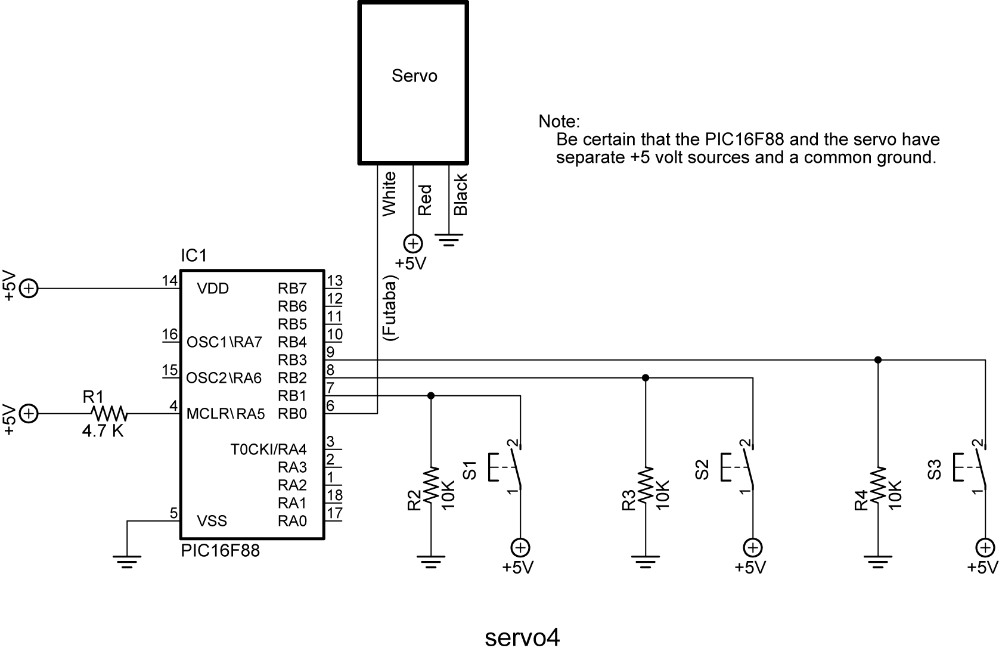 Servo
Note:
Be certain that the PIC16F88 and the servo have
separate +5 volt sources and a common ground.
White
Red
Black
+5V
(Futaba)
IC1
+5V
14
VDD
RB7
13
RB6
12
RB5
11
16
OSC1\RA7
RB4
10
RB3
9
15
OSC2\RA6
RB2
8
RB1
7
+5V
R1
4.7 K
4
MCLR\RA5
RB0
6
T0CKI/RA4
3
RA3
2
RA2
1
RA1
18
5
VSS
RA0
17
PIC16F88
R2
10K
S1
2
1
+5V
R3
10K
S2
2
1
+5V
R4
10K
S3
2
1
+5V
servo4